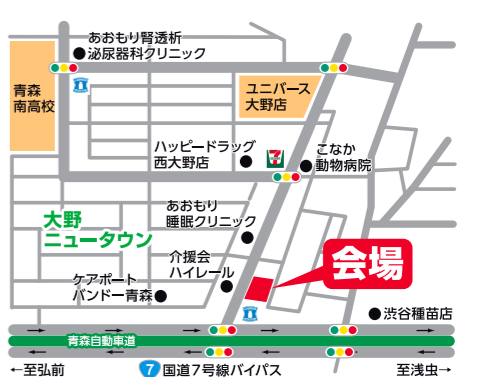 あおもり腎透析
泌尿器科クリニック
青森
南高校
ユニバース
大野店
ハッピードラッグ
西大野店
7
こなか
動物病院
あおもり
睡眠クリニック
大野
ニュータウン
介援会
ハイレール
会場
ケアポート
バンドー青森
渋谷種苗店
青森自動車道
←至弘前
7 国道7号線バイパス
至浅虫→